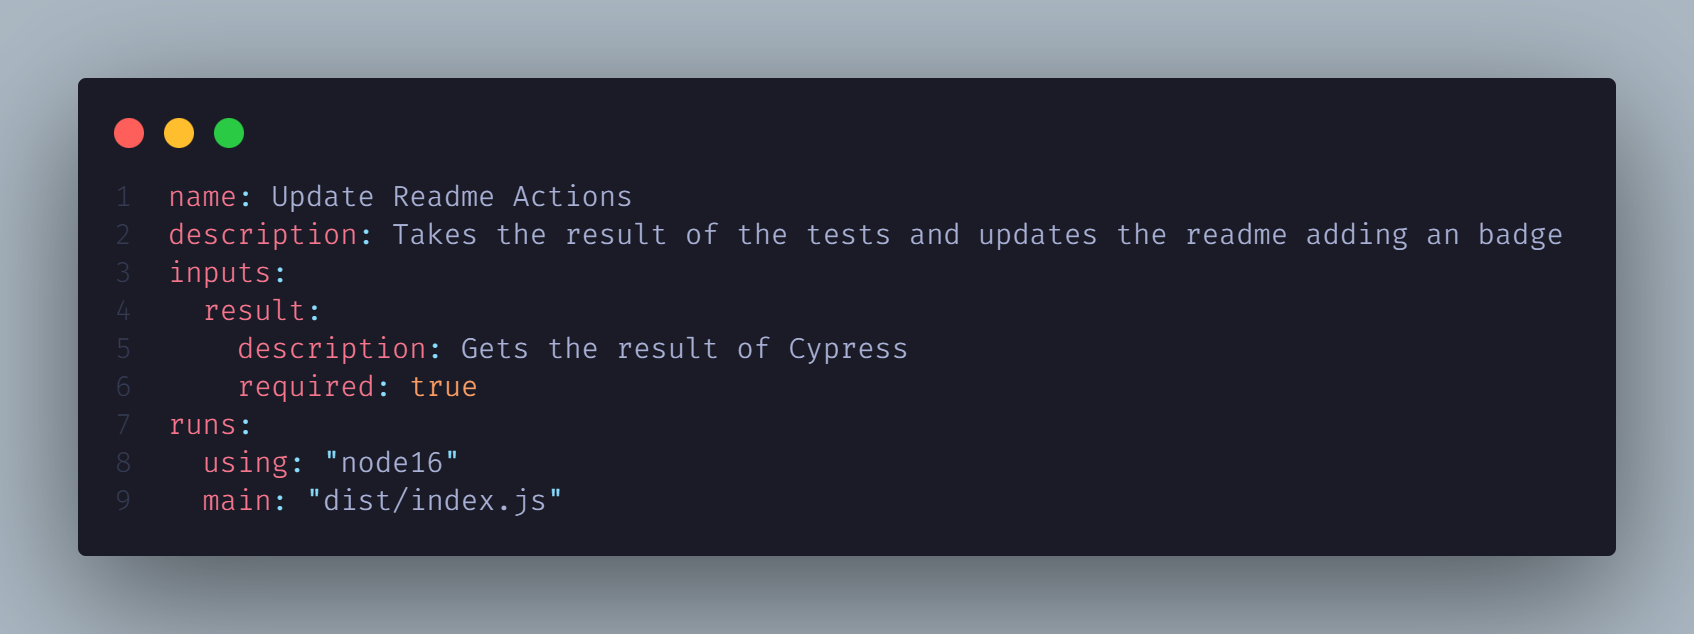 1 name: Update Readme Actions
2 description: Takes the result of the tests and updates the readme adding an badge
3 inputs:
4   result:
5     description: Gets the result of Cypress
6     required: true
7 runs:
8   using: "node16"
9   main: "dist/index.js"